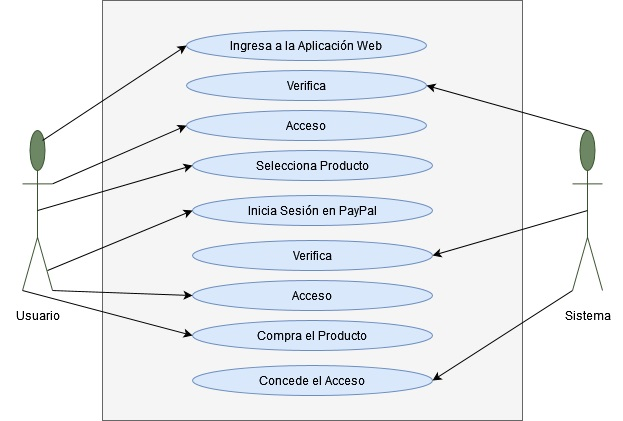 Ingresa a la Aplicación Web
Verifica
Acceso
Selecciona Producto
Inicia Sesión en PayPal
Verifica
Acceso
Usuario
Sistema
Compra el Producto
Concede el Acceso